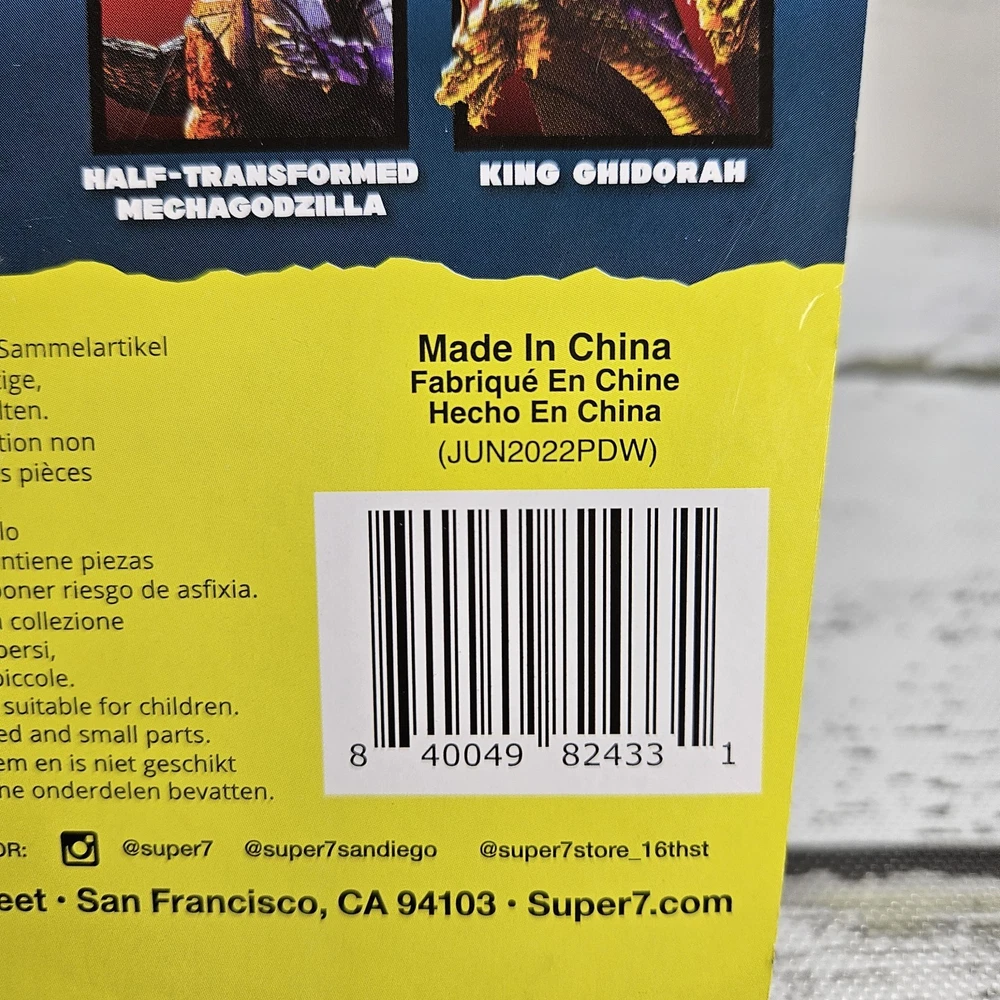 HALF-TRANSFORMED
MECHAGODZILLA
KING GHIDORAH
Sammelartikel
ige,
lten.
tion non
s pièces
lo
ntiene piezas
oner riesgo de asfixia.
collezione
persi,
piccole.
suitable for children.
ed and small parts.
em en is niet geschikt
ne onderdelen bevatten.
Made In China
Fabriqué En Chine
Hecho En China
(JUN2022PDW)
8 40049 82433 1
OR: @super7 @super7sandiego @super7store_16thst
eet • San Francisco, CA 94103 • Super7.com